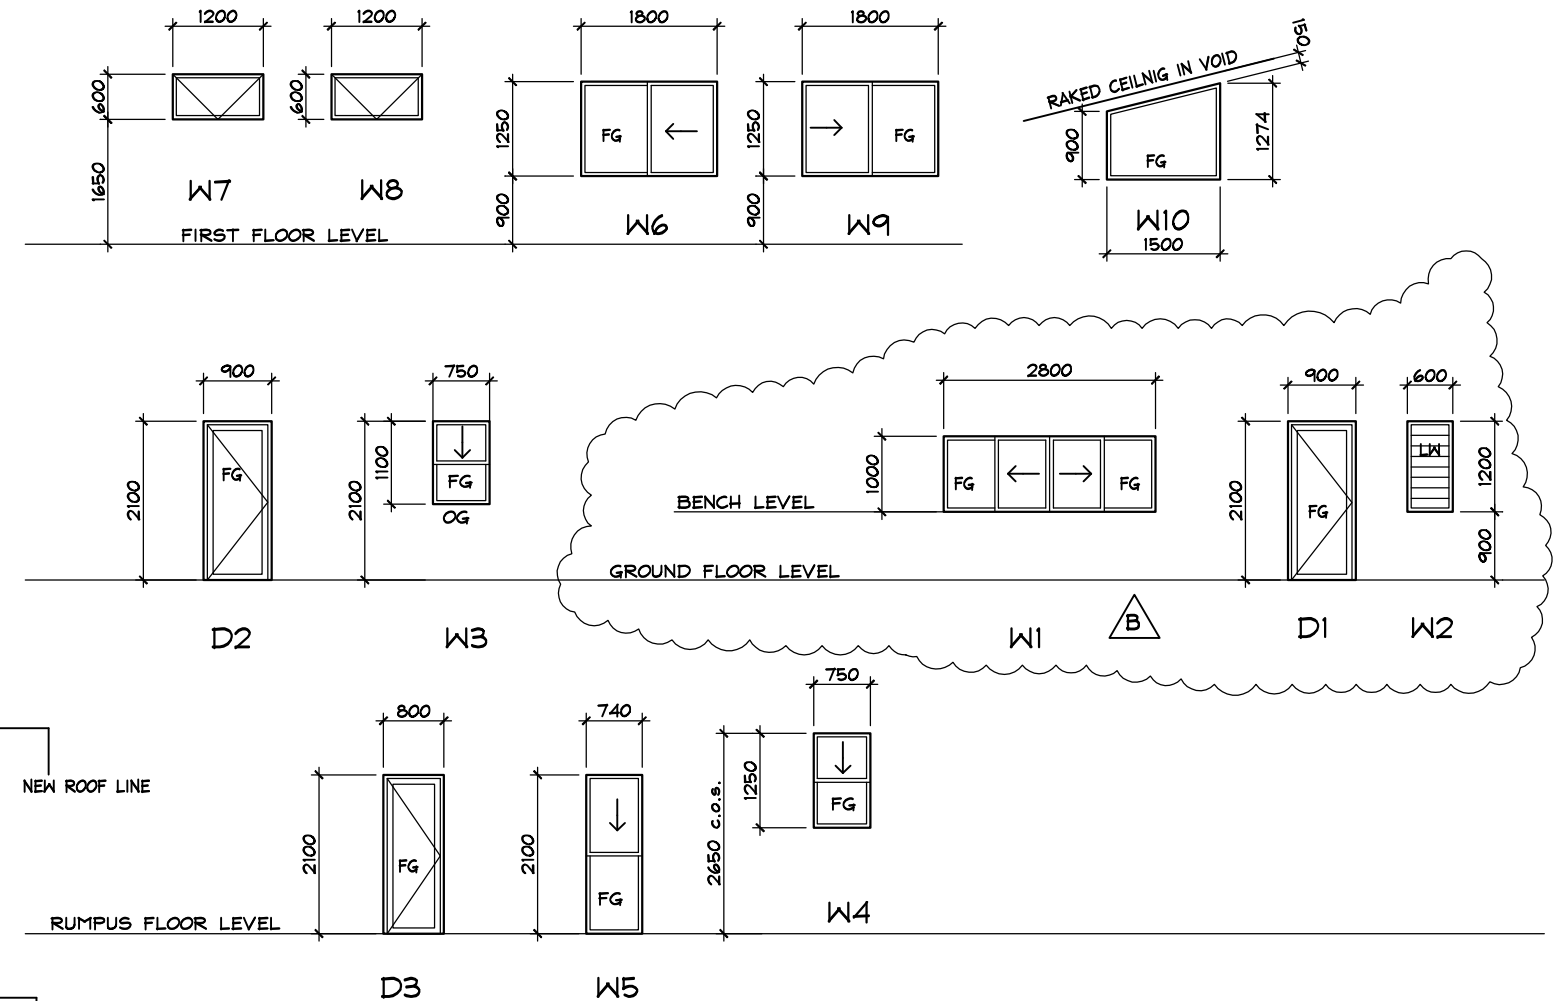 1200
1200
1800
1800
150
RAKED CEILNIG IN VOID
600
600
1250
1250
900
1274
FG
FG
FG
1650
900
900
W7
W8
W6
W9
W10
FIRST FLOOR LEVEL
1500
900
750
2800
900
600
2100
2100
1100
1000
2100
1200
900
FG
FG
OG
FG
FG
FG
LW
BENCH LEVEL
GROUND FLOOR LEVEL
D2
W3
W1
B
D1
W2
750
800
740
NEW ROOF LINE
2100
2100
2650 c.o.s.
1250
FG
FG
FG
RUMPUS FLOOR LEVEL
W4
D3
W5